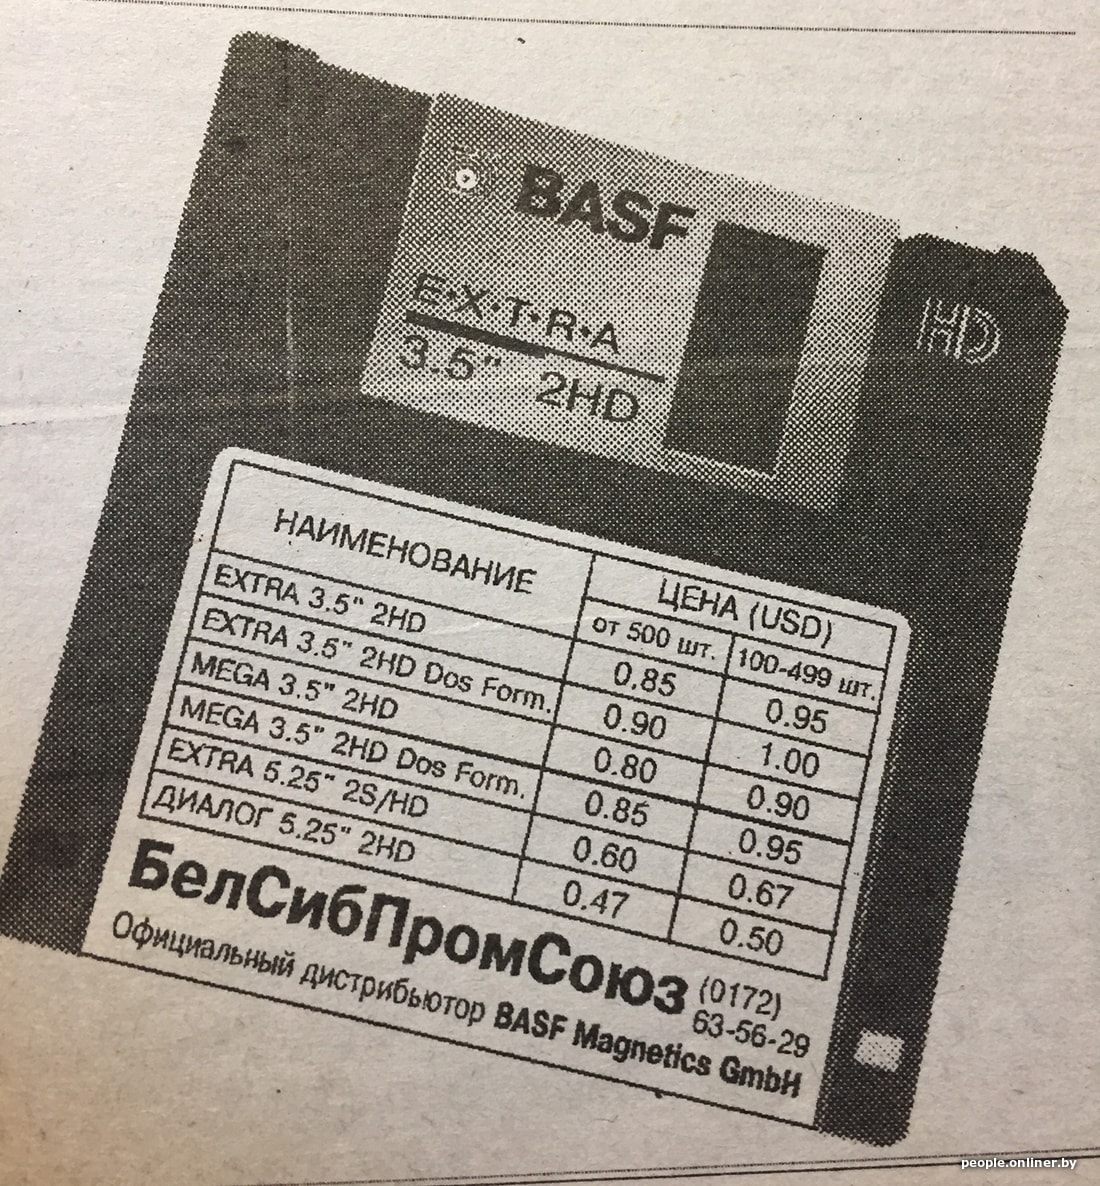 BASF
E•X•T•R•A
3.5" 2HD
HD
НАИМЕНОВАНИЕ ЦЕНА (USD)
от 500 шт. 100-499 шт.
EXTRA 3.5" 2HD 0.85 0.95
EXTRA 3.5" 2HD Dos Form. 0.90 1.00
MEGA 3.5" 2HD 0.80 0.90
MEGA 3.5" 2HD Dos Form. 0.85 0.95
EXTRA 5.25" 2S/HD 0.60 0.67
ДИАЛОГ 5.25" 2HD 0.47 0.50
БелСибПромСоюз (0172)
63-56-29
Официальный дистрибьютор BASF Magnetics GmbH
people.onliner.by